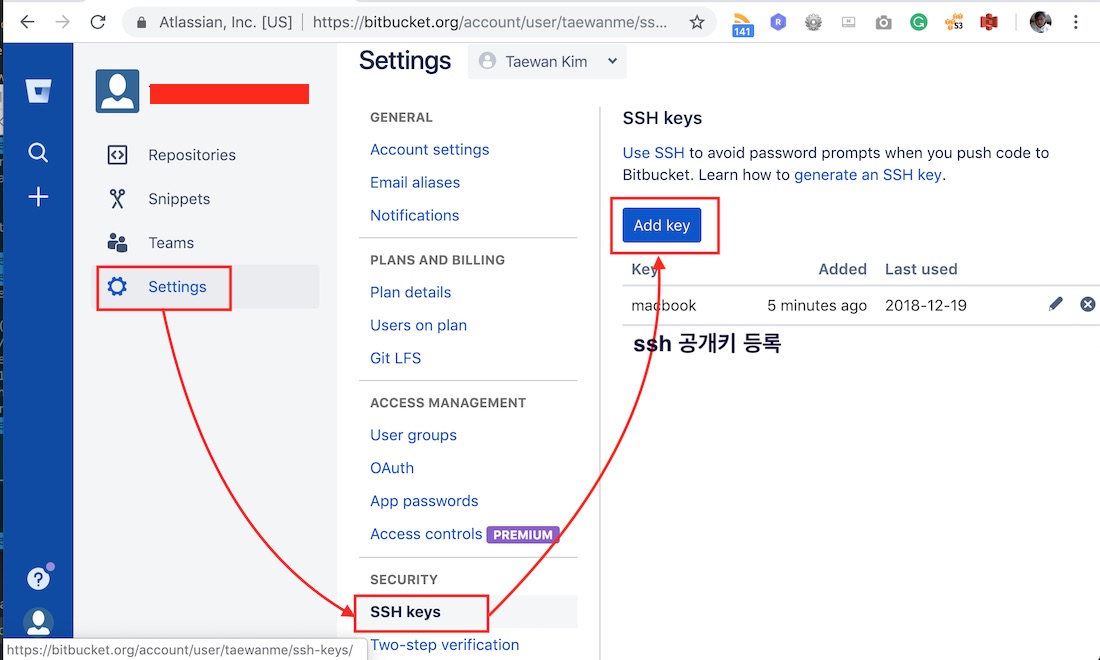 Atlassian, Inc. [US] | https://bitbucket.org/account/user/taewanme/ss...
141
R
G
53
Settings
Taewan Kim
Repositories
Snippets
Teams
Settings
GENERAL
Account settings
Email aliases
Notifications
PLANS AND BILLING
Plan details
Users on plan
Git LFS
ACCESS MANAGEMENT
User groups
OAuth
App passwords
Access controls PREMIUM
SECURITY
SSH keys
Two-step verification
SSH keys
Use SSH to avoid password prompts when you push code to
Bitbucket. Learn how to generate an SSH key.
Add key
Key Added Last used
macbook 5 minutes ago 2018-12-19
ssh 공개키 등록
?
https://bitbucket.org/account/user/taewanme/ssh-keys/